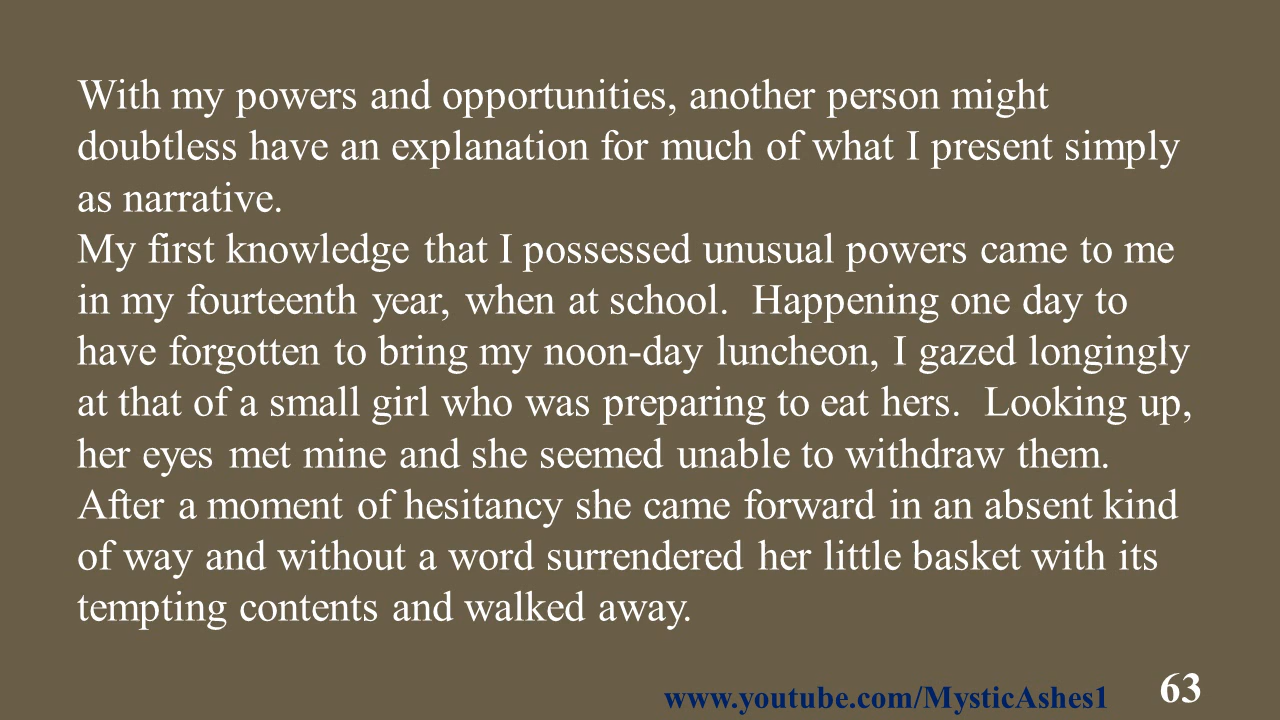 With my powers and opportunities, another person might
doubtless have an explanation for much of what I present simply
as narrative.
My first knowledge that I possessed unusual powers came to me
in my fourteenth year, when at school.  Happening one day to
have forgotten to bring my noon-day luncheon, I gazed longingly
at that of a small girl who was preparing to eat hers.  Looking up,
her eyes met mine and she seemed unable to withdraw them.
After a moment of hesitancy she came forward in an absent kind
of way and without a word surrendered her little basket with its
tempting contents and walked away.
www.youtube.com/MysticAshes1
63